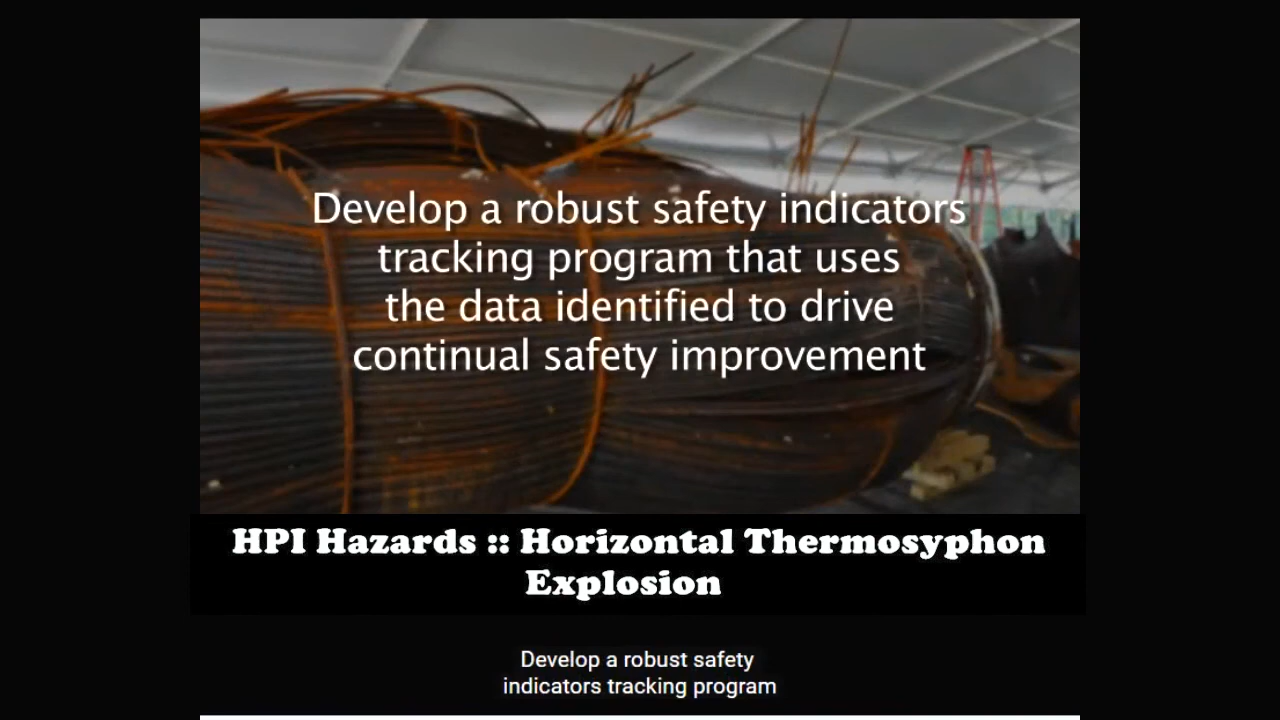 Develop a robust safety indicators
tracking program that uses
the data identified to drive
continual safety improvement
HPI Hazards :: Horizontal Thermosyphon
Explosion
Develop a robust safety
indicators tracking program